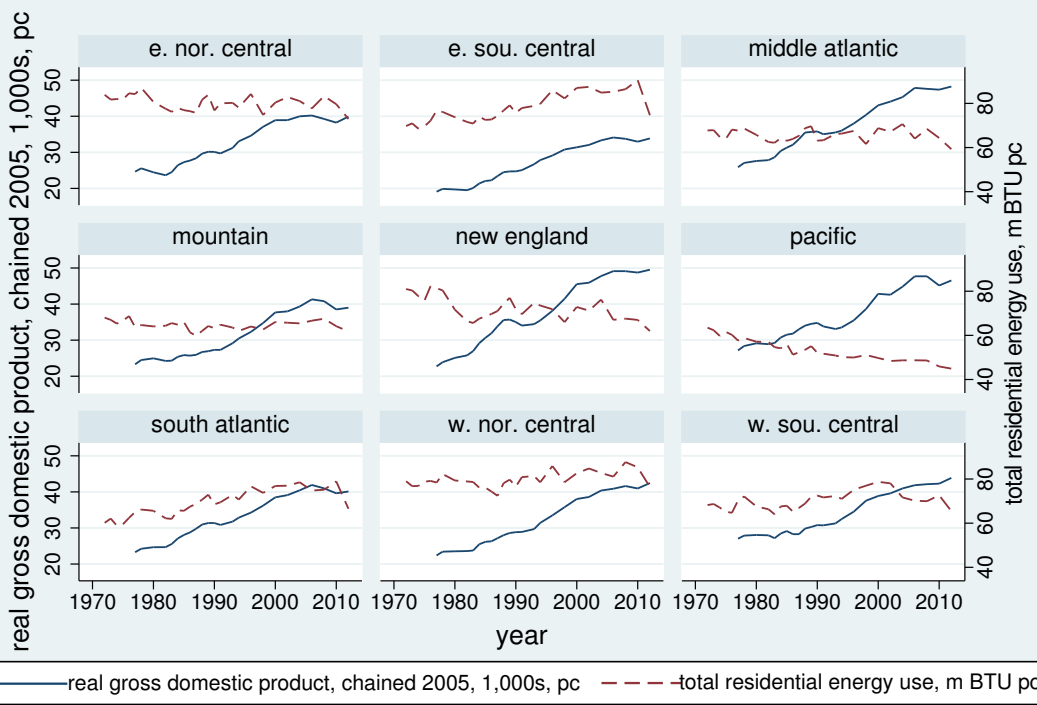 real gross domestic product, chained 2005, 1,000s, pc
e. nor. central
e. sou. central
middle atlantic
50
40
30
20
80
60
40
mountain
new england
pacific
50
40
30
20
80
60
40
south atlantic
w. nor. central
w. sou. central
50
40
30
20
80
60
40
total residential energy use, m BTU pc
1970 1980 1990 2000 2010
1970 1980 1990 2000 2010
1970 1980 1990 2000 2010
year
real gross domestic product, chained 2005, 1,000s, pc
total residential energy use, m BTU pc